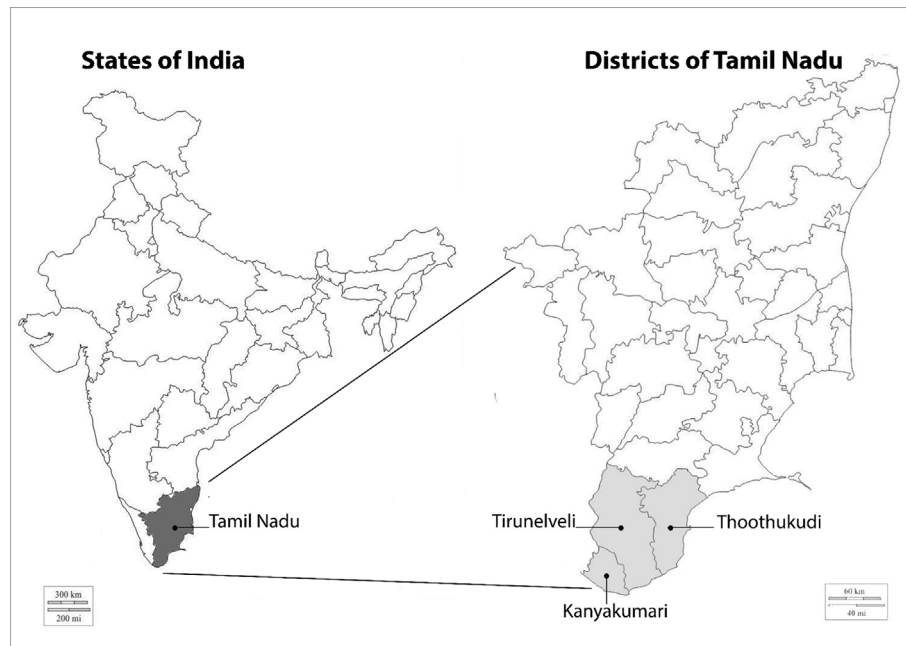 States of India
Districts of Tamil Nadu
Tamil Nadu
Tirunelveli
Thoothukudi
Kanyakumari
300 km
200 mi
60 km
40 mi